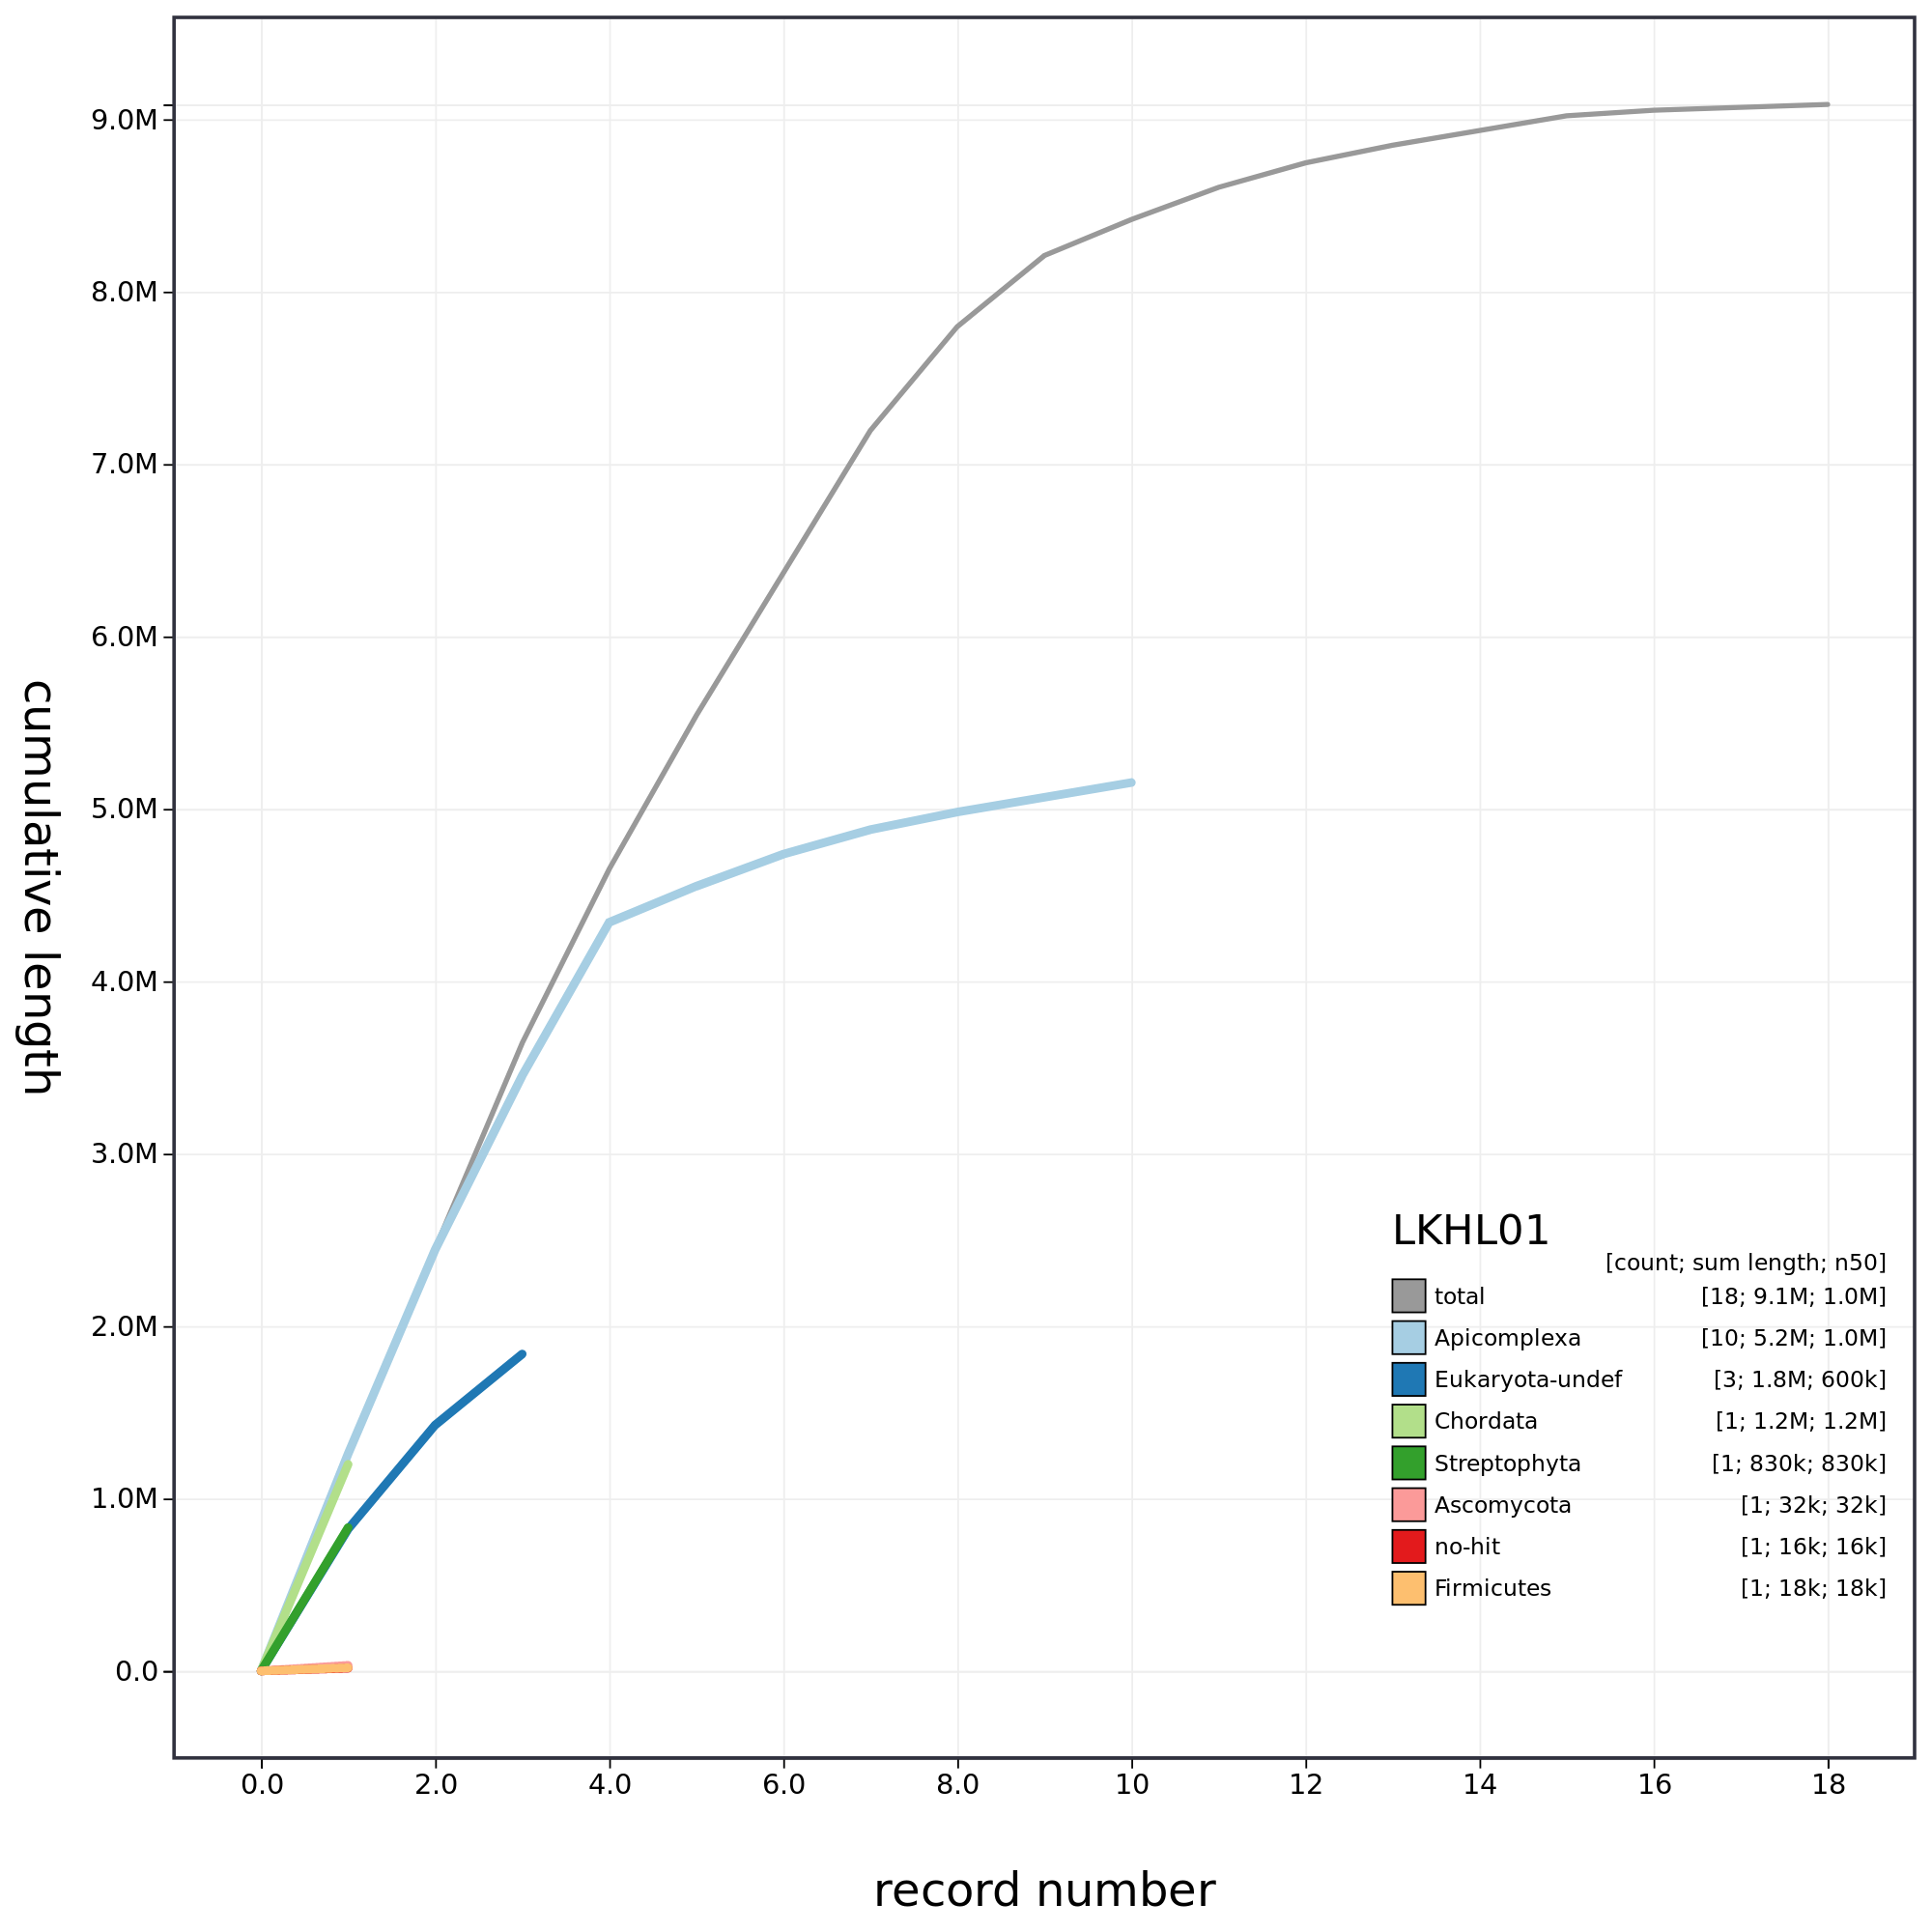 9.0M
8.0M
7.0M
6.0M
5.0M
4.0M
3.0M
2.0M
1.0M
0.0
cumulative length
0.0 2.0 4.0 6.0 8.0 10 12 14 16 18
record number
LKHL01
[count; sum length; n50]
total [18; 9.1M; 1.0M]
Apicomplexa [10; 5.2M; 1.0M]
Eukaryota-undef [3; 1.8M; 600k]
Chordata [1; 1.2M; 1.2M]
Streptophyta [1; 830k; 830k]
Ascomycota [1; 32k; 32k]
no-hit [1; 16k; 16k]
Firmicutes [1; 18k; 18k]